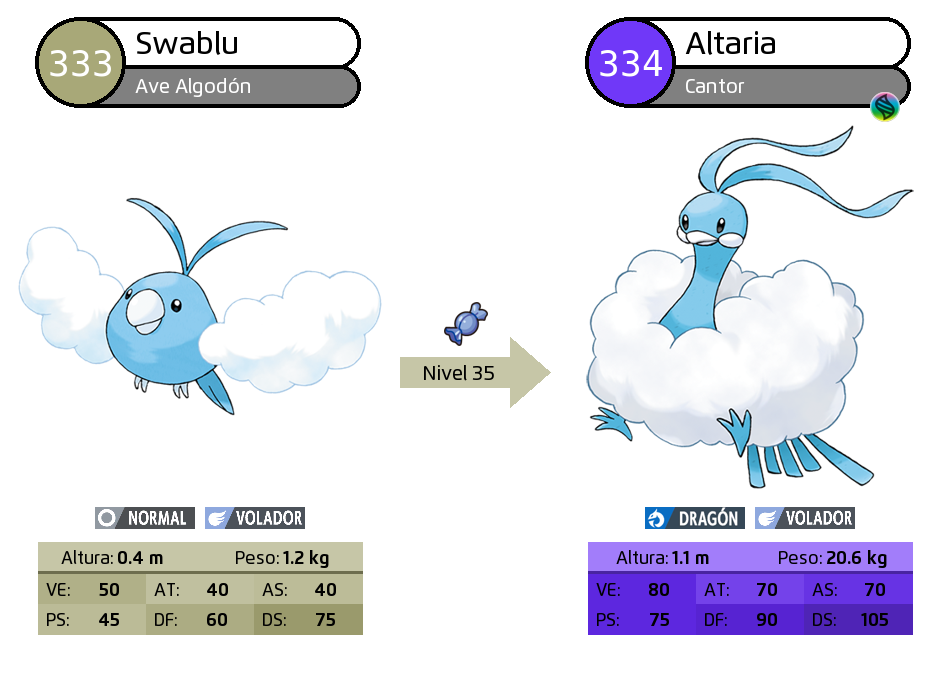 333
Swablu
Ave Algodón
334
Altaria
Cantor
Nivel 35
NORMAL VOLADOR
Altura: 0.4 m Peso: 1.2 kg
VE: 50 AT: 40 AS: 40
PS: 45 DF: 60 DS: 75
DRAGÓN VOLADOR
Altura: 1.1 m Peso: 20.6 kg
VE: 80 AT: 70 AS: 70
PS: 75 DF: 90 DS: 105